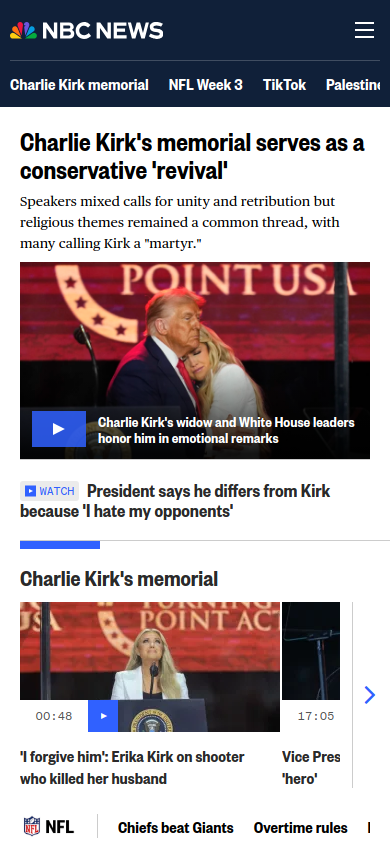 NBC NEWS
Charlie Kirk memorial NFL Week 3 TikTok Palestine
Charlie Kirk's memorial serves as a
conservative 'revival'
Speakers mixed calls for unity and retribution but
religious themes remained a common thread, with
many calling Kirk a "martyr."
POINT USA
Charlie Kirk's widow and White House leaders
honor him in emotional remarks
WATCH President says he differs from Kirk
because 'I hate my opponents'
Charlie Kirk's memorial
TURNING
POINT ACT
00:48
17:05
'I forgive him': Erika Kirk on shooter
who killed her husband
Vice Pres
'hero'
NFL Chiefs beat Giants Overtime rules